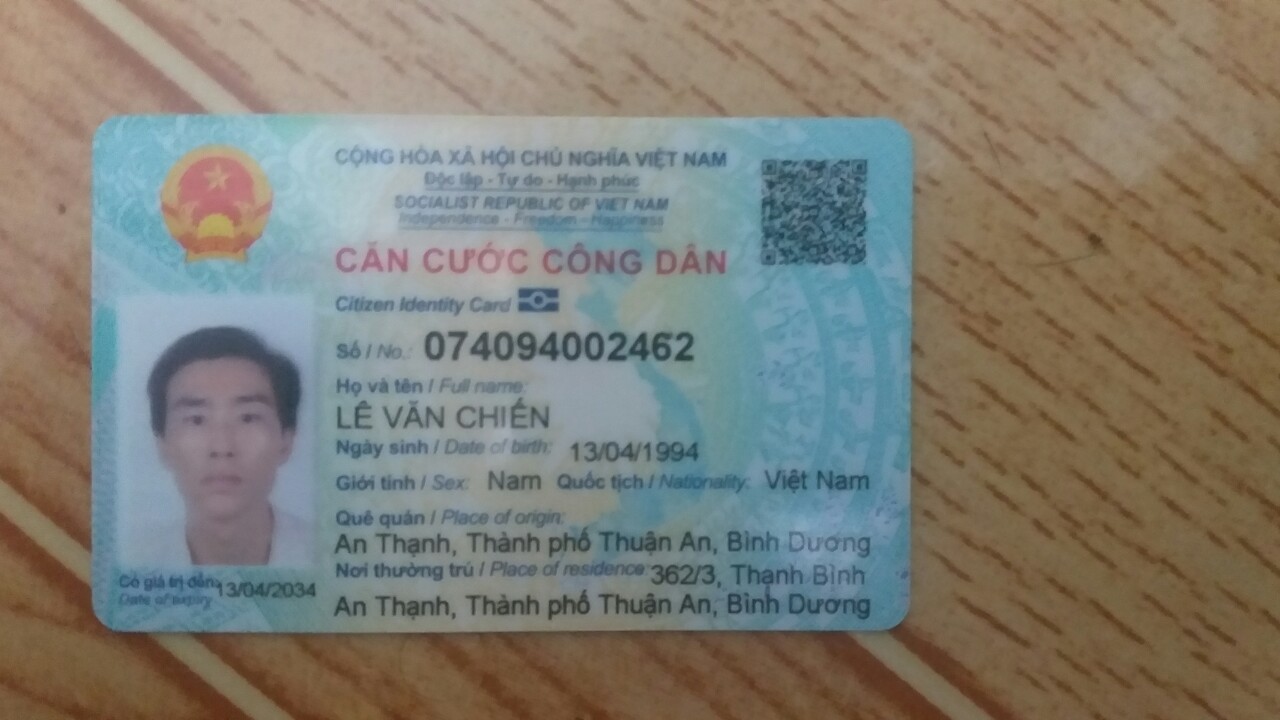 CỘNG HÒA XÃ HỘI CHỦ NGHĨA VIỆT NAM
Độc lập - Tự do - Hạnh phúc
SOCIALIST REPUBLIC OF VIET NAM
Independence - Freedom - Happiness
CĂN CƯỚC CÔNG DÂN
Citizen Identity Card
Số / No.: 074094002462
Họ và tên / Full name:
LÊ VĂN CHIẾN
Ngày sinh / Date of birth: 13/04/1994
Giới tính / Sex: Nam Quốc tịch / Nationality: Việt Nam
Quê quán / Place of origin:
An Thạnh, Thành phố Thuận An, Bình Dương
Nơi thường trú / Place of residence: 362/3, Thạnh Bình
An Thạnh, Thành phố Thuận An, Bình Dương
Có giá trị đến: 13/04/2034
Date of expiry